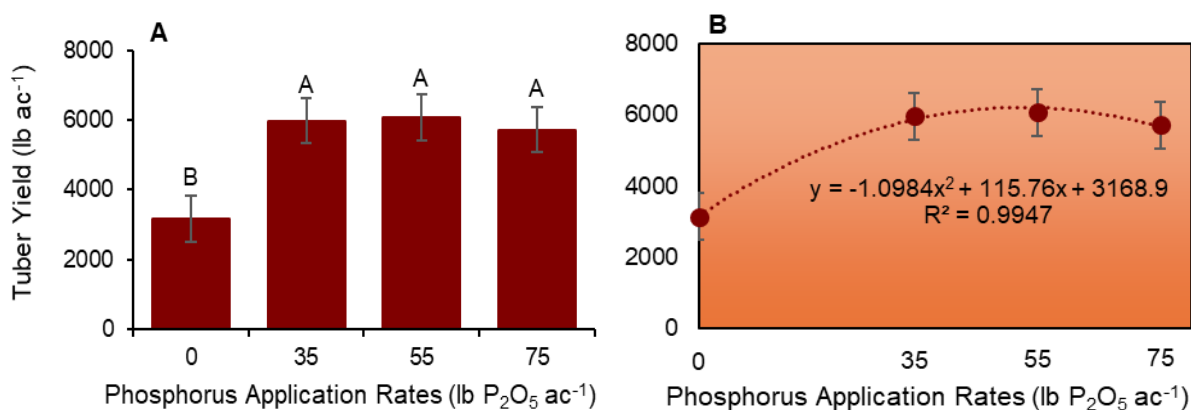 A
Tuber Yield (lb ac⁻¹)
8000
6000
4000
2000
0
B
A
A
A
0 35 55 75
Phosphorus Application Rates (lb P₂O₅ ac⁻¹)
B
8000
6000
4000
2000
0
y = -1.0984x² + 115.76x + 3168.9
R² = 0.9947
0 35 55 75
Phosphorus Application Rates (lb P₂O₅ ac⁻¹)